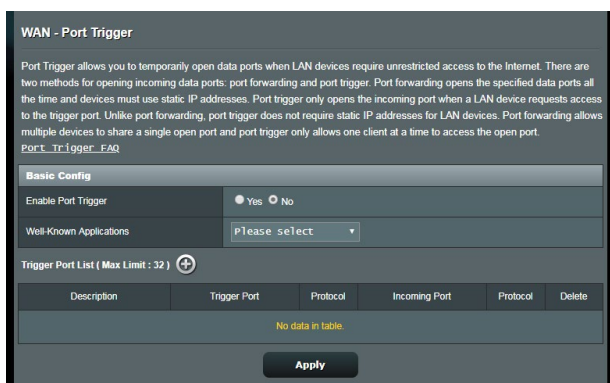 WAN - Port Trigger
Port Trigger allows you to temporarily open data ports when LAN devices require unrestricted access to the Internet. There are
two methods for opening incoming data ports: port forwarding and port trigger. Port forwarding opens the specified data ports all
the time and devices must use static IP addresses. Port trigger only opens the incoming port when a LAN device requests access
to the trigger port. Unlike port forwarding, port trigger does not require static IP addresses for LAN devices. Port forwarding allows
multiple devices to share a single open port and port trigger only allows one client at a time to access the open port.
Port Trigger FAQ
Basic Config
Enable Port Trigger Yes No
Well-Known Applications Please select
Trigger Port List ( Max Limit : 32 )
Description Trigger Port Protocol Incoming Port Protocol Delete
No data in table.
Apply